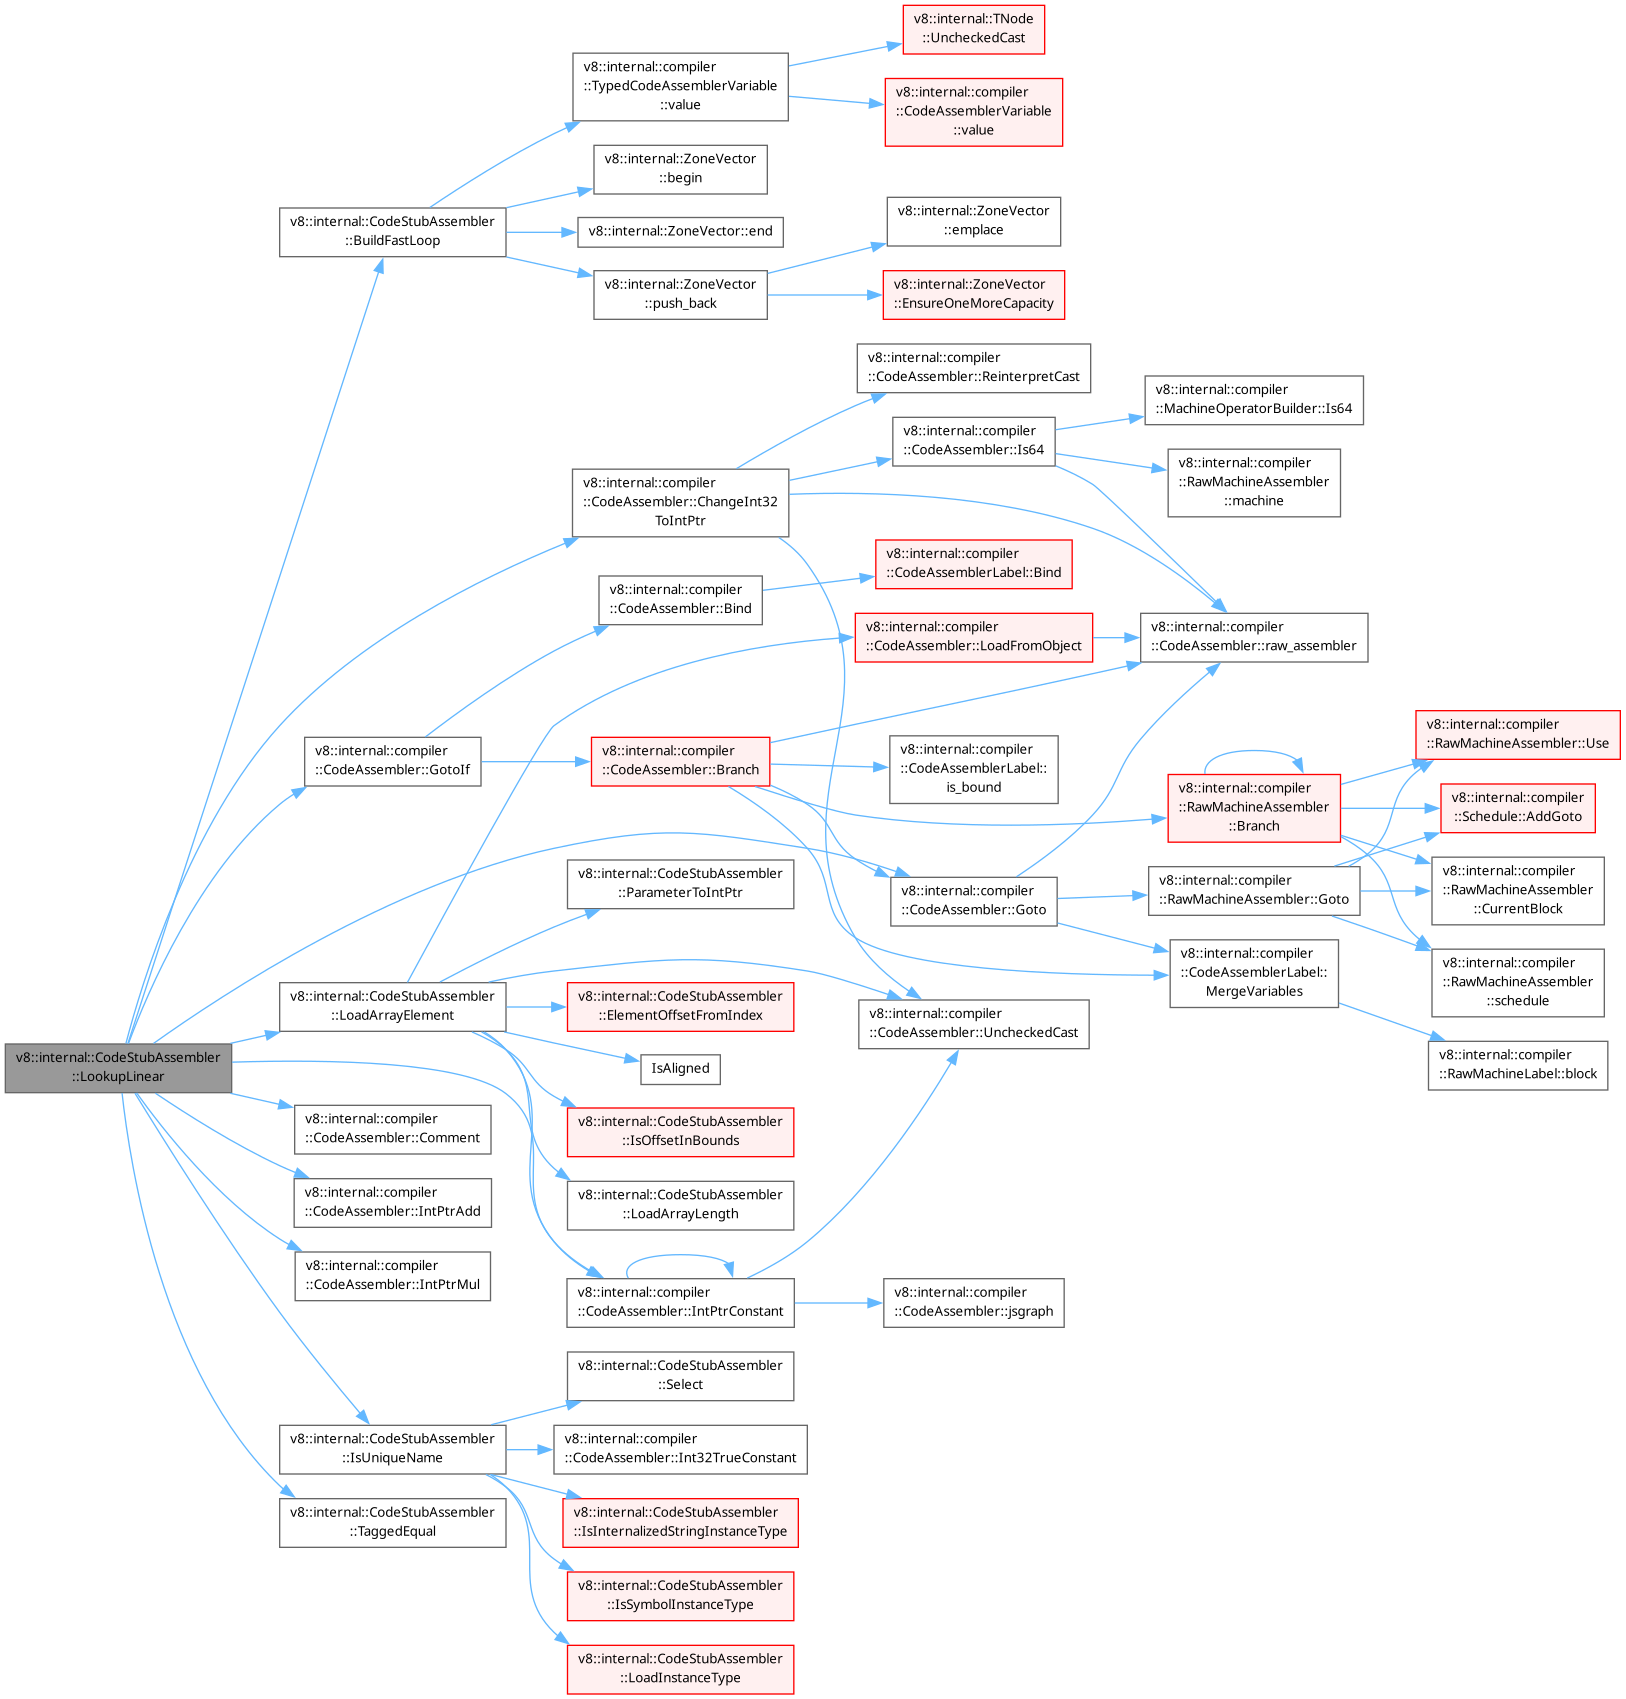 v8::internal::TNode
::UncheckedCast
v8::internal::compiler
::TypedCodeAssemblerVariable
::value
v8::internal::compiler
::CodeAssemblerVariable
::value
v8::internal::ZoneVector
::begin
v8::internal::CodeStubAssembler
::BuildFastLoop
v8::internal::ZoneVector::end
v8::internal::ZoneVector
::emplace
v8::internal::ZoneVector
::push_back
v8::internal::ZoneVector
::EnsureOneMoreCapacity
v8::internal::compiler
::CodeAssembler::ReinterpretCast
v8::internal::compiler
::MachineOperatorBuilder::Is64
v8::internal::compiler
::CodeAssembler::Is64
v8::internal::compiler
::RawMachineAssembler
::machine
v8::internal::compiler
::CodeAssembler::ChangeInt32
ToIntPtr
v8::internal::compiler
::CodeAssemblerLabel::Bind
v8::internal::compiler
::CodeAssembler::Bind
v8::internal::compiler
::CodeAssembler::LoadFromObject
v8::internal::compiler
::CodeAssembler::raw_assembler
v8::internal::compiler
::CodeAssembler::GotoIf
v8::internal::compiler
::CodeAssembler::Branch
v8::internal::compiler
::CodeAssemblerLabel::
is_bound
v8::internal::compiler
::RawMachineAssembler::Use
v8::internal::compiler
::RawMachineAssembler
::Branch
v8::internal::compiler
::Schedule::AddGoto
v8::internal::CodeStubAssembler
::ParameterToIntPtr
v8::internal::compiler
::CodeAssembler::Goto
v8::internal::compiler
::RawMachineAssembler::Goto
v8::internal::compiler
::RawMachineAssembler
::CurrentBlock
v8::internal::compiler
::CodeAssemblerLabel::
MergeVariables
v8::internal::compiler
::RawMachineAssembler
::schedule
v8::internal::CodeStubAssembler
::LoadArrayElement
v8::internal::CodeStubAssembler
::ElementOffsetFromIndex
v8::internal::compiler
::CodeAssembler::UncheckedCast
v8::internal::compiler
::RawMachineLabel::block
v8::internal::CodeStubAssembler
::LookupLinear
IsAligned
v8::internal::compiler
::CodeAssembler::Comment
v8::internal::CodeStubAssembler
::IsOffsetInBounds
v8::internal::compiler
::CodeAssembler::IntPtrAdd
v8::internal::CodeStubAssembler
::LoadArrayLength
v8::internal::compiler
::CodeAssembler::IntPtrMul
v8::internal::compiler
::CodeAssembler::IntPtrConstant
v8::internal::compiler
::CodeAssembler::jsgraph
v8::internal::CodeStubAssembler
::Select
v8::internal::CodeStubAssembler
::IsUniqueName
v8::internal::compiler
::CodeAssembler::Int32TrueConstant
v8::internal::CodeStubAssembler
::TaggedEqual
v8::internal::CodeStubAssembler
::IsInternalizedStringInstanceType
v8::internal::CodeStubAssembler
::IsSymbolInstanceType
v8::internal::CodeStubAssembler
::LoadInstanceType